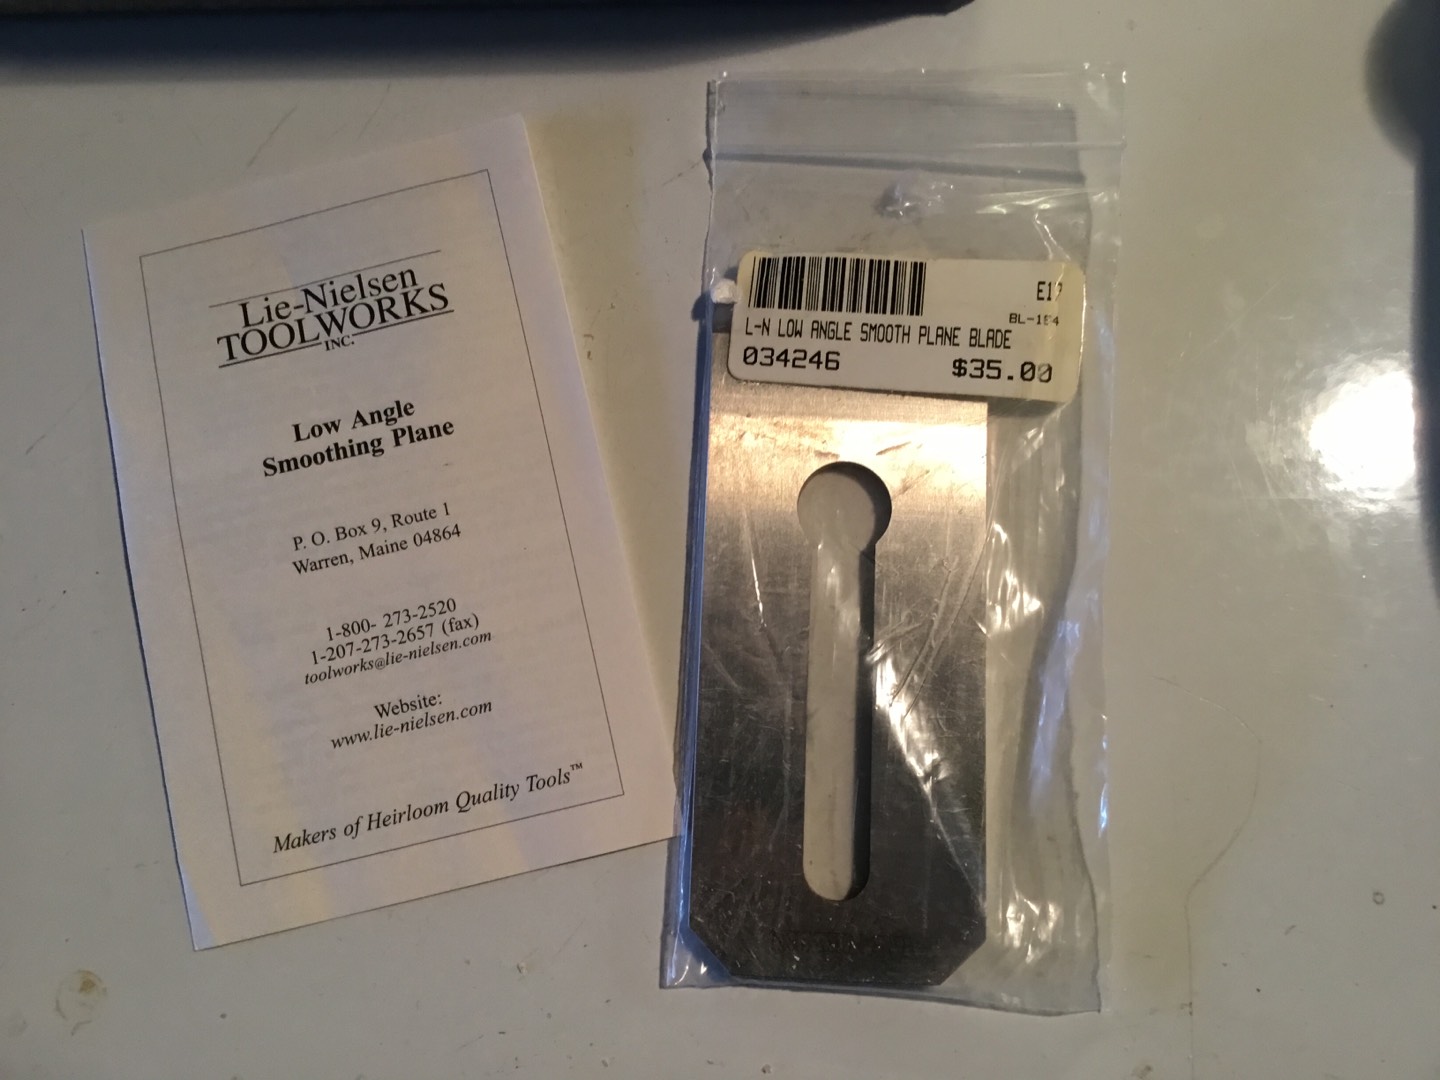 Lie-Nielsen
TOOLWORKS
INC.
Low Angle
Smoothing Plane
P. O. Box 9, Route 1
Warren, Maine 04864
1-800- 273-2520
1-207-273-2657 (fax)
toolworks@lie-nielsen.com
Website:
www.lie-nielsen.com
Makers of Heirloom Quality Tools™
L-N LOW ANGLE SMOOTH PLANE BLADE
034246 $35.00